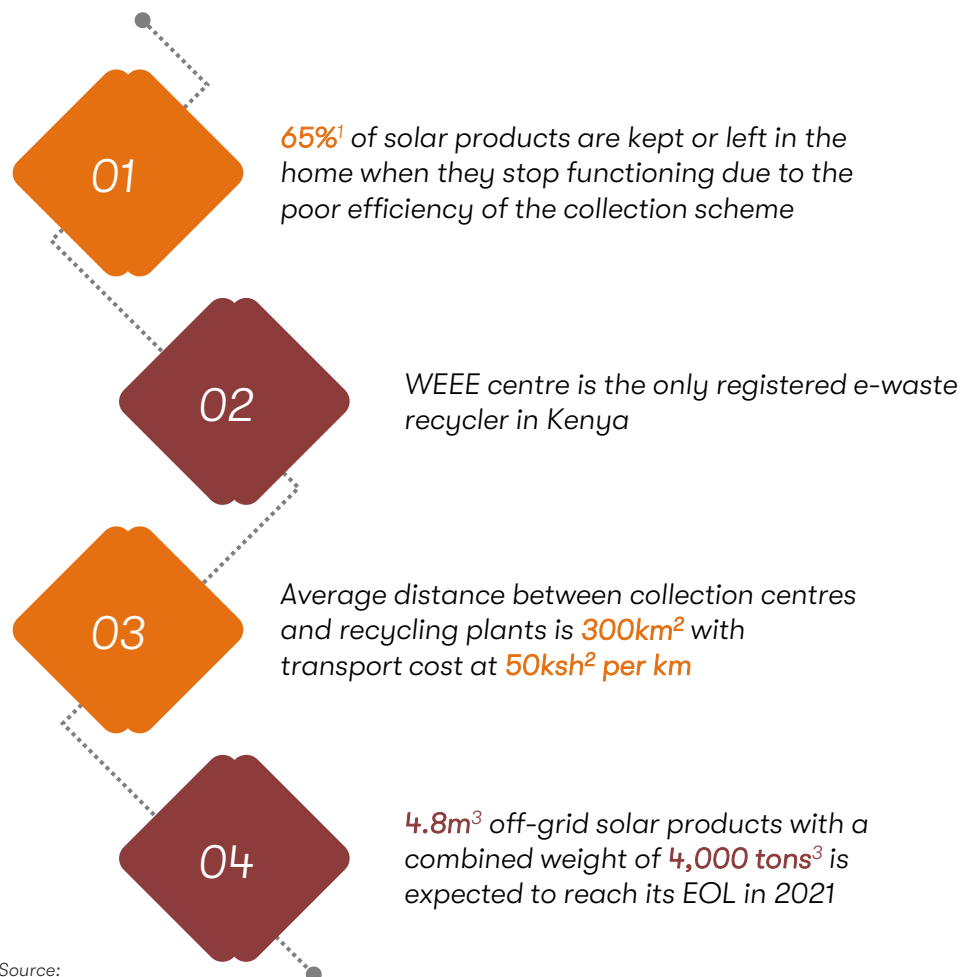 01
65%¹ of solar products are kept or left in the
home when they stop functioning due to the
poor efficiency of the collection scheme
02
WEEE centre is the only registered e-waste
recycler in Kenya
03
Average distance between collection centres
and recycling plants is 300km² with
transport cost at 50ksh² per km
04
4.8m³ off-grid solar products with a
combined weight of 4,000 tons³ is
expected to reach its EOL in 2021
Source: